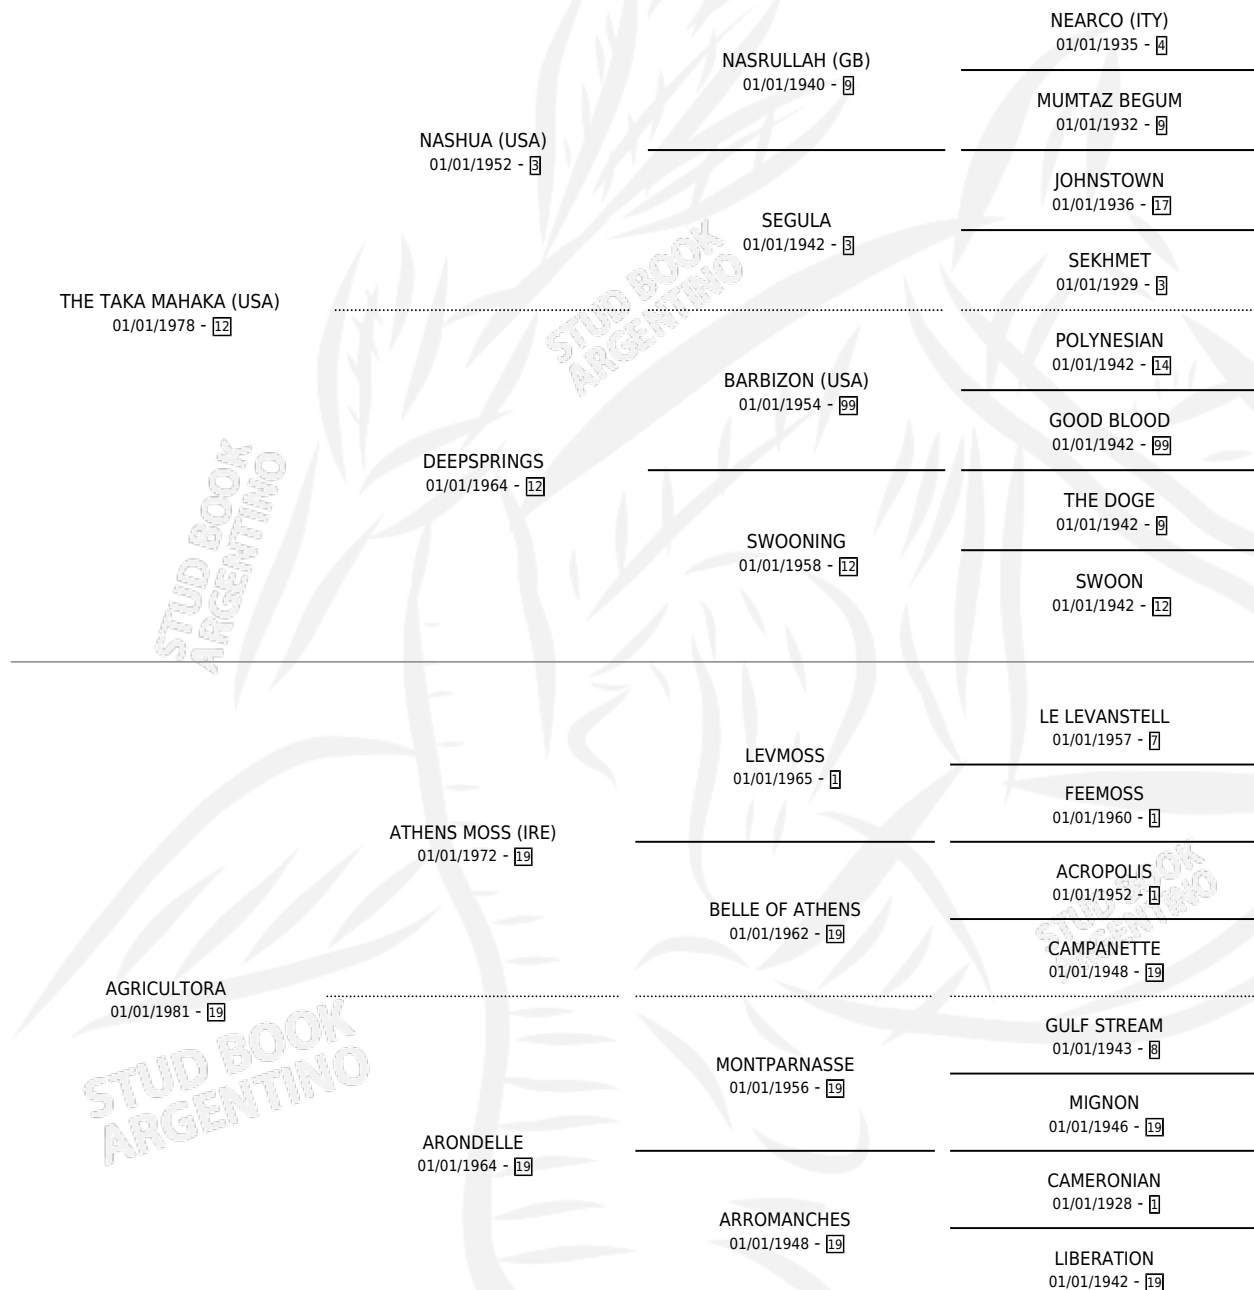 NEARCO (ITY)
01/01/1935 - 4
NASRULLAH (GB)
01/01/1940 - 9
MUMTAZ BEGUM
01/01/1932 - 9
NASHUA (USA)
01/01/1952 - 3
JOHNSTOWN
01/01/1936 - 17
SEGULA
01/01/1942 - 3
SEKHMET
01/01/1929 - 3
THE TAKA MAHAKA (USA)
01/01/1978 - 12
POLYNESIAN
01/01/1942 - 14
BARBIZON (USA)
01/01/1954 - 99
GOOD BLOOD
01/01/1942 - 99
DEEPSPRINGS
01/01/1964 - 12
THE DOGE
01/01/1942 - 9
SWOONING
01/01/1958 - 12
SWOON
01/01/1942 - 12
LE LEVANSTELL
01/01/1957 - 7
LEVMOSS
01/01/1965 - 1
FEEMOSS
01/01/1960 - 1
ATHENS MOSS (IRE)
01/01/1972 - 19
ACROPOLIS
01/01/1952 - 1
BELLE OF ATHENS
01/01/1962 - 19
CAMPANETTE
01/01/1948 - 19
AGRICULTORA
01/01/1981 - 19
GULF STREAM
01/01/1943 - 8
MONTPARNASSE
01/01/1956 - 19
MIGNON
01/01/1946 - 19
ARONDELLE
01/01/1964 - 19
CAMERONIAN
01/01/1928 - 1
ARROMANCHES
01/01/1948 - 19
LIBERATION
01/01/1942 - 19
STUD BOOK
ARGENTINO
STUD BOOK
ARGENTINO
STUD BOOK
ARGENTINO
STUD BOOK
ARGENTINO